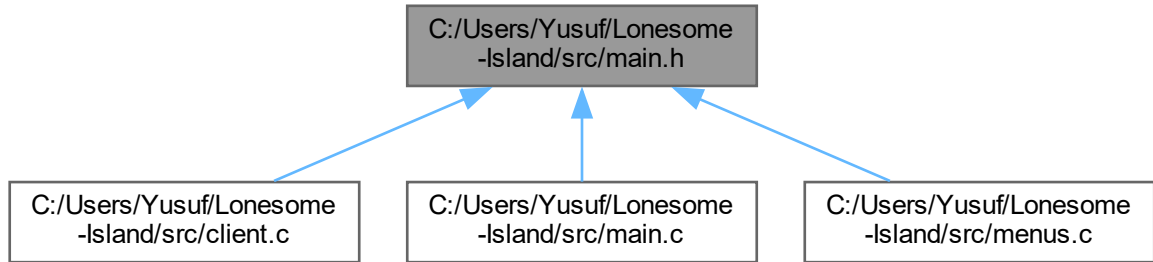 C:/Users/Yusuf/Lonesome
-Island/src/main.h
C:/Users/Yusuf/Lonesome
-Island/src/client.c
C:/Users/Yusuf/Lonesome
-Island/src/main.c
C:/Users/Yusuf/Lonesome
-Island/src/menus.c